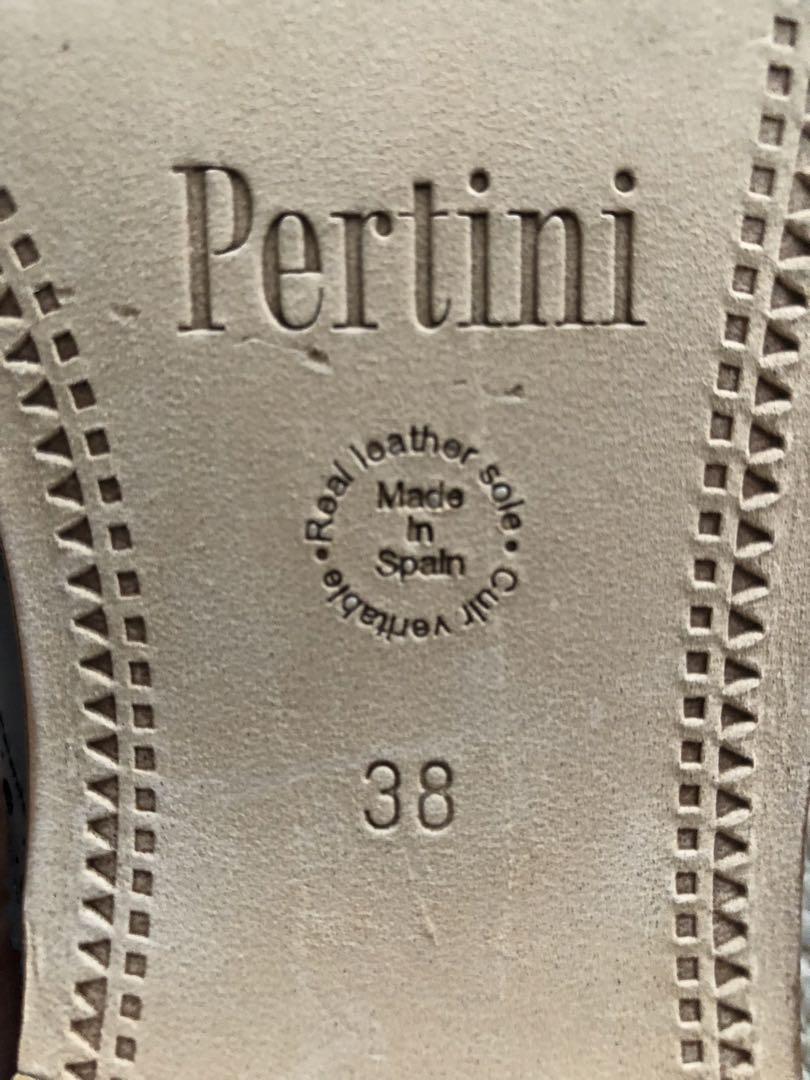 Pertini
•Real leather sole•
Made
In
Spain
Cuir veritable
38